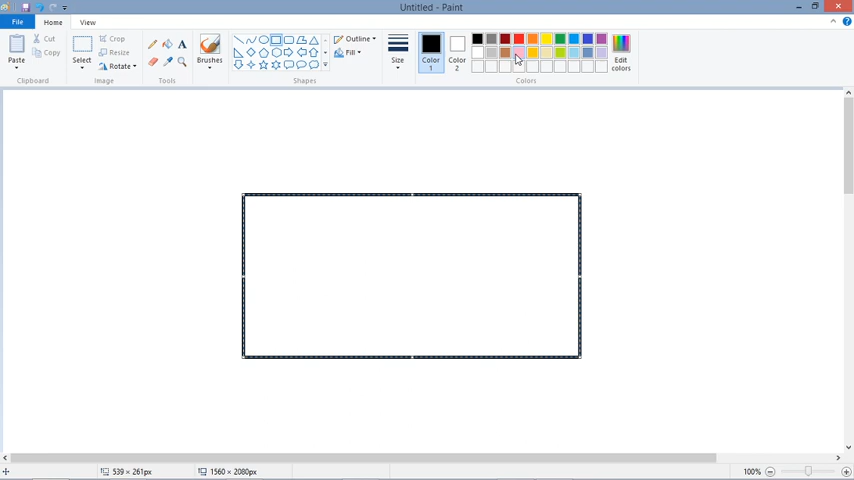 Untitled - Paint
File Home View
Paste
Cut
Copy
Clipboard
Select
Crop
Resize
Rotate
Image
A
Tools
Brushes
Shapes
Outline
Fill
Size
Color
1
Color
2
Edit
colors
Colors
539 × 261px
1560 × 2080px
100%